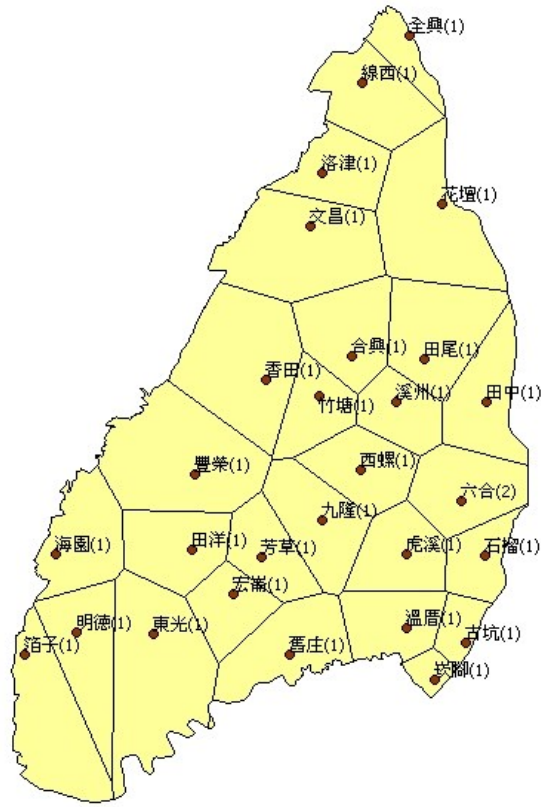 全興(1)
線西(1)
洛津(1)
花壇(1)
文昌(1)
合興(1)
田尾(1)
香田(1)
竹塘(1)
溪州(1)
田中(1)
豐榮(1)
西螺(1)
六合(2)
九隆(1)
海園(1)
田洋(1)
芳草(1)
虎溪(1)
石榴(1)
宏崙(1)
箔子(1)
明德(1)
東光(1)
舊庄(1)
溫厝(1)
古坑(1)
崁腳(1)